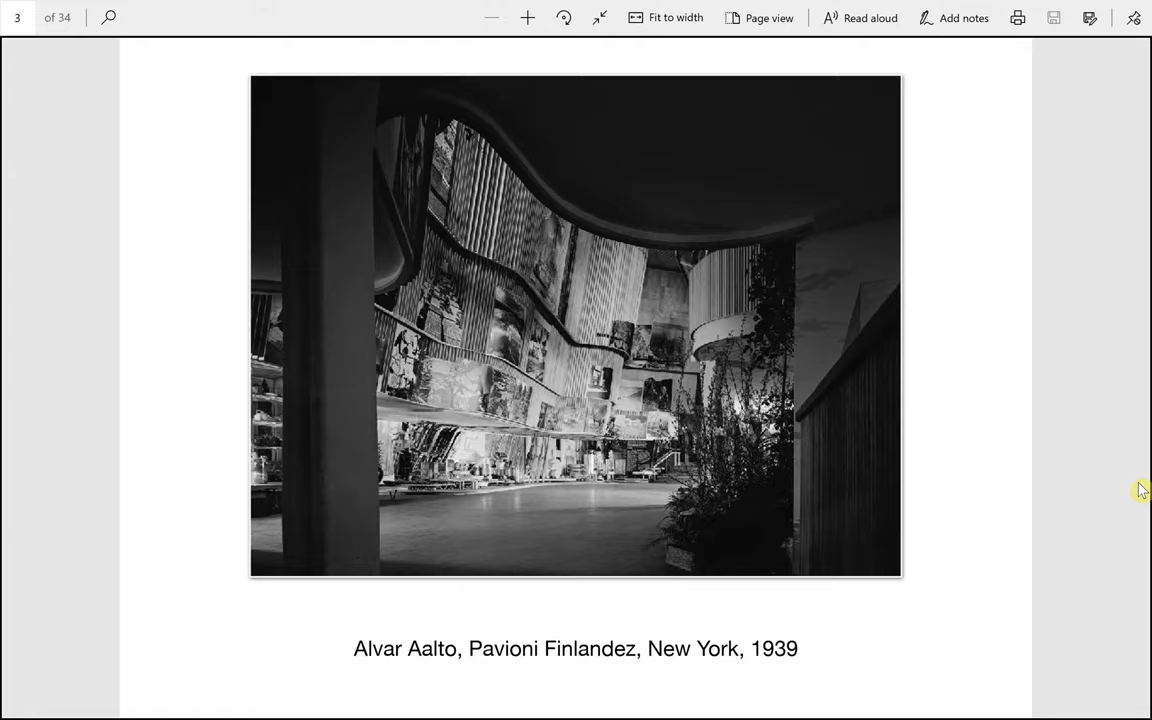 3 of 34 Fit to width Page view Read aloud Add notes
Alvar Aalto, Pavioni Finlandez, New York, 1939